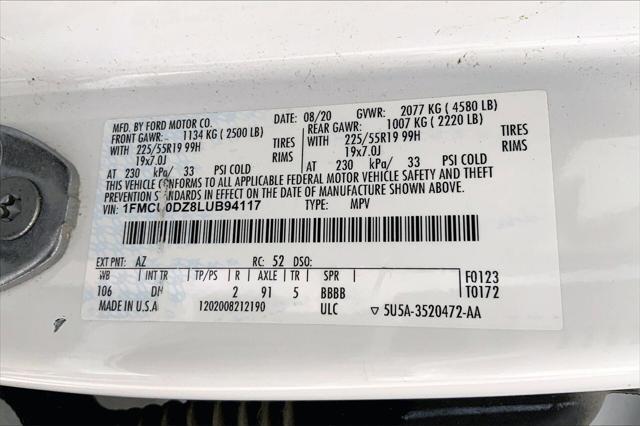 MFD. BY FORD MOTOR CO.
DATE: 08/20 GVWR: 2077 KG ( 4580 LB)
FRONT GAWR: 1134 KG ( 2500 LB) REAR GAWR: 1007 KG ( 2220 LB)
WITH 225/55R19 99H TIRES WITH 225/55R19 99H TIRES
19x7.0J RIMS 19x7.0J RIMS
AT 230 kPa/ 33 PSI COLD AT 230 kPa/ 33 PSI COLD
THIS VEHICLE CONFORMS TO ALL APPLICABLE FEDERAL MOTOR VEHICLE SAFETY AND THEFT
PREVENTION STANDARDS IN EFFECT ON THE DATE OF MANUFACTURE SHOWN ABOVE.
1FMCU0DZ8LUB94117 TYPE: MPV
EXT PNT: AZ RC: 52 DSO:
WB INT TR TP/PS R AXLE TR SPR F0123
106 2 91 5 BBBB T0172
MADE IN U.S.A 1202008212190 ULC 5U5A-3520472-AA